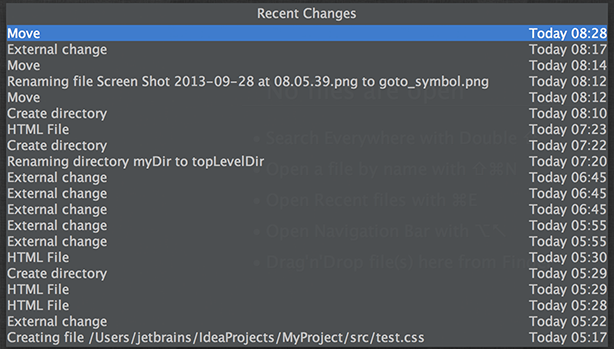 Recent Changes
Move Today 08:28
External change Today 08:17
Move Today 08:14
Renaming file Screen Shot 2013-09-28 at 08.05.39.png to goto_symbol.png Today 08:12
Move Today 08:12
Create directory Today 08:10
HTML File Today 07:23
Create directory Today 07:22
Renaming directory myDir to topLevelDir Today 07:20
External change Today 06:45
External change Today 06:45
External change Today 06:45
External change Today 05:55
External change Today 05:55
HTML File Today 05:30
Create directory Today 05:29
HTML File Today 05:29
HTML File Today 05:28
External change Today 05:22
Creating file /Users/jetbrains/IdeaProjects/MyProject/src/test.css Today 05:17
No files are open
• Search Everywhere with Double
• Open a file by name with ⇧⌘N
• Open Recent files with ⌘E
• Open Navigation Bar with
• Drag'n'Drop file(s) here from